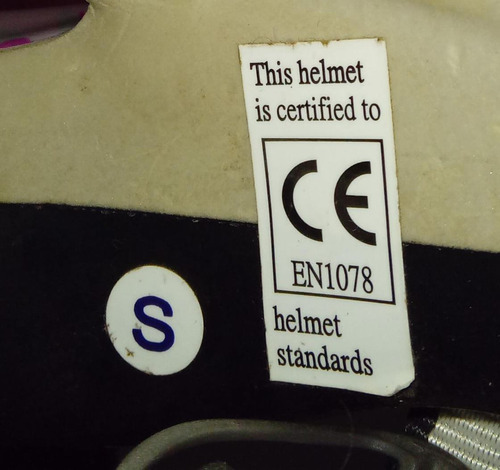 This helmet
is certified to
CE
EN1078
helmet
standards
S